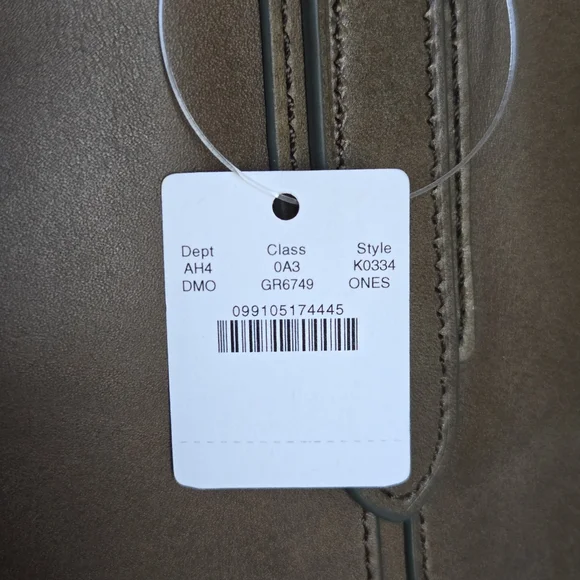 Dept Class Style
AH4 0A3 K0334
DMO GR6749 ONES
099105174445